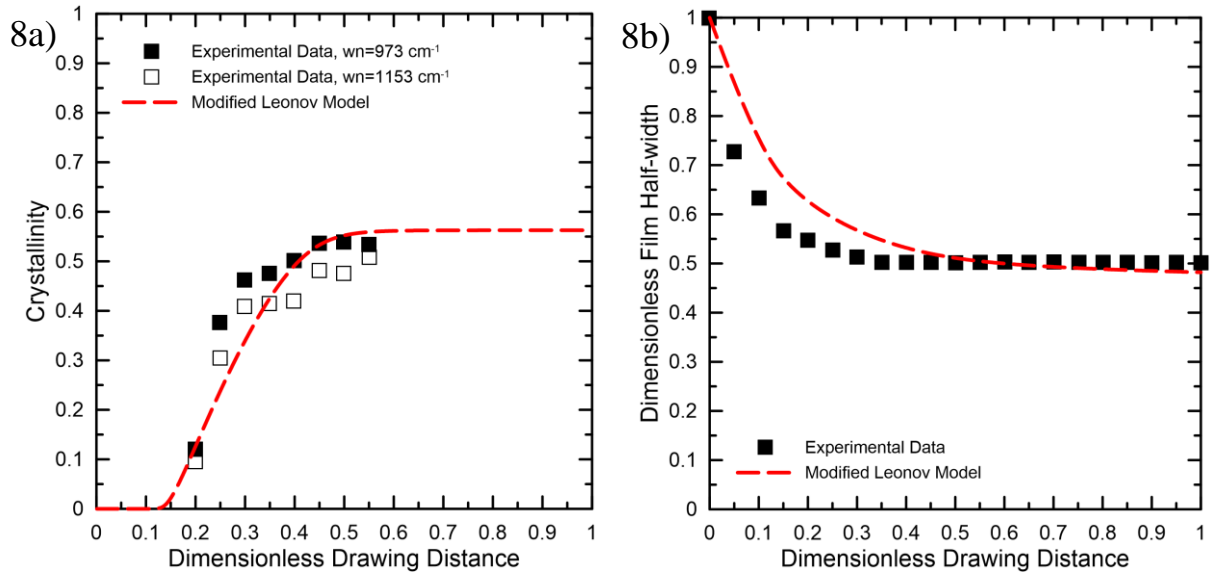 8a)
1
0.9
0.8
0.7
0.6
0.5
0.4
0.3
0.2
0.1
0
Crystallinity
Experimental Data, wn=973 cm⁻¹
Experimental Data, wn=1153 cm⁻¹
Modified Leonov Model
0 0.1 0.2 0.3 0.4 0.5 0.6 0.7 0.8 0.9 1
Dimensionless Drawing Distance
8b)
1
0.9
0.8
0.7
0.6
0.5
0.4
0.3
0.2
0.1
0
Dimensionless Film Half-width
Experimental Data
Modified Leonov Model
0 0.1 0.2 0.3 0.4 0.5 0.6 0.7 0.8 0.9 1
Dimensionless Drawing Distance